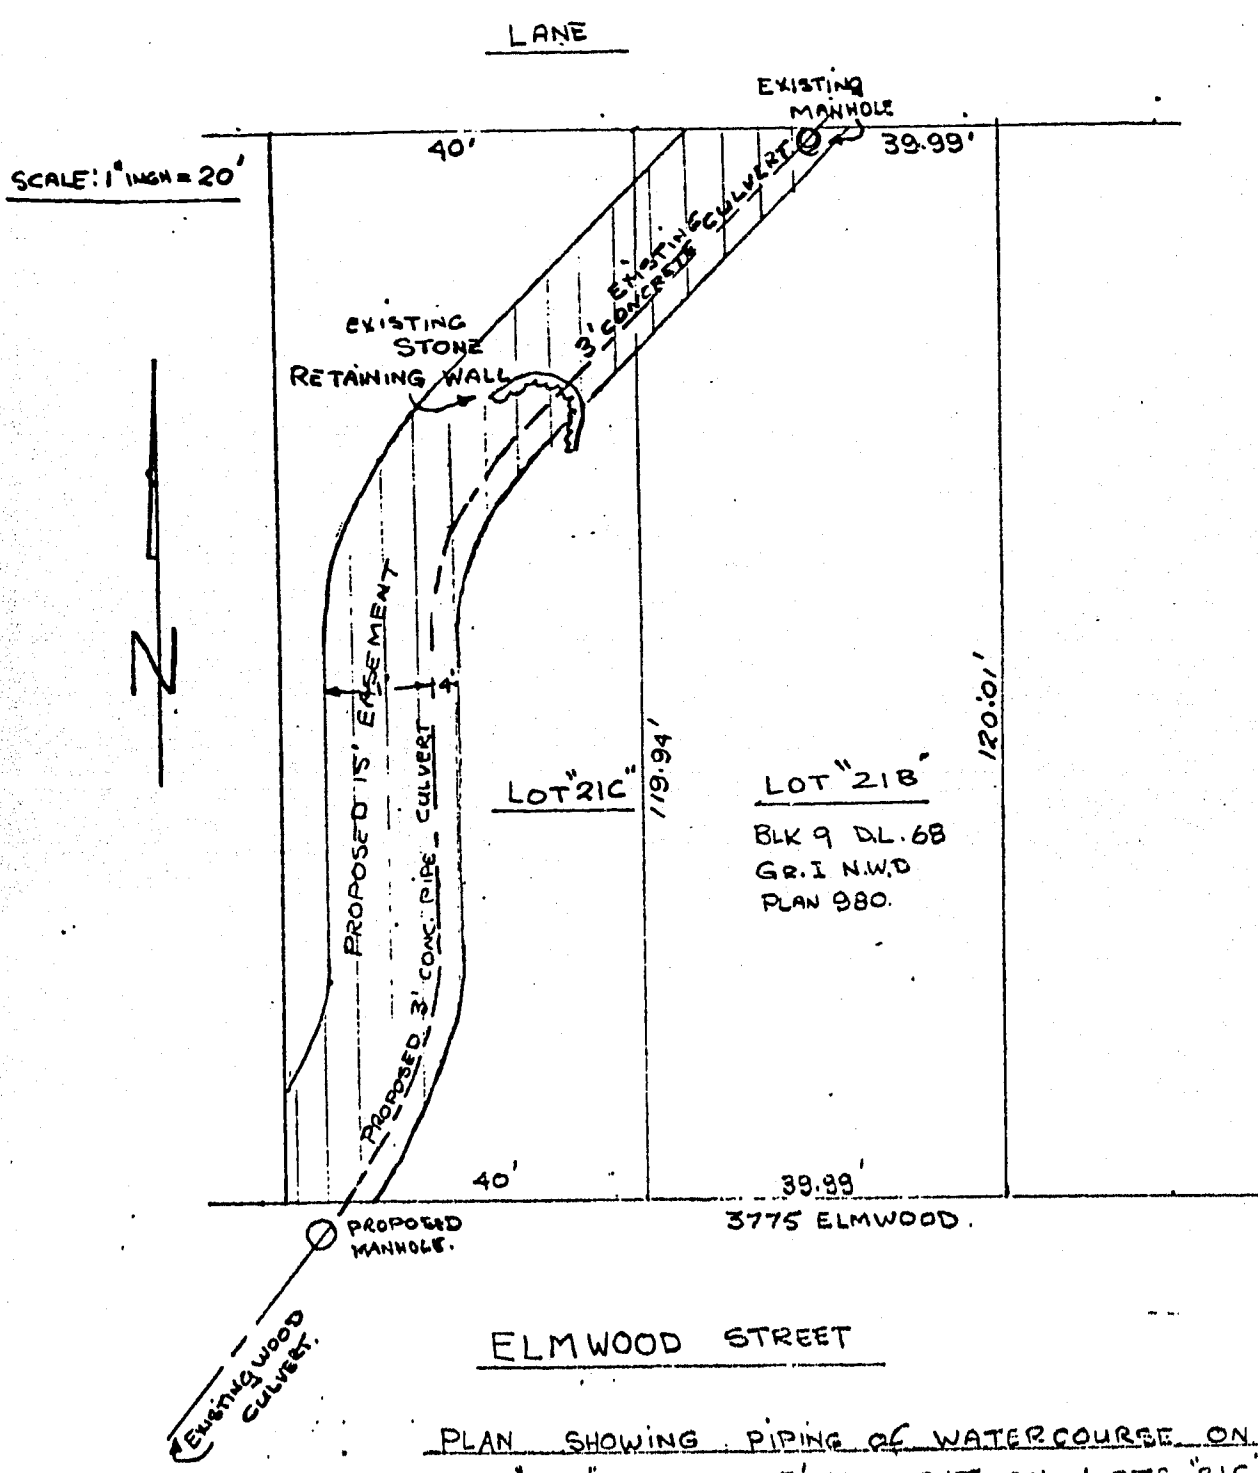 LANE
EXISTING
MANHOLE
40'
39.99'
SCALE: 1" INCH = 20'
EXISTING
3' CONCRETE CULVERT
EXISTING
STONE
RETAINING WALL
N
PROPOSED 15' EASEMENT
4'
PROPOSED 3' CONC. PIPE CULVERT
LOT "21C"
119.94'
LOT "21B"
BLK 9 D.L. 68
GR. I N.W.D
PLAN 980.
120.01'
40'
39.99'
3775 ELMWOOD.
PROPOSED
MANHOLE.
EXISTING WOOD
CULVERT.
ELMWOOD STREET
PLAN SHOWING PIPING OF WATERCOURSE ON